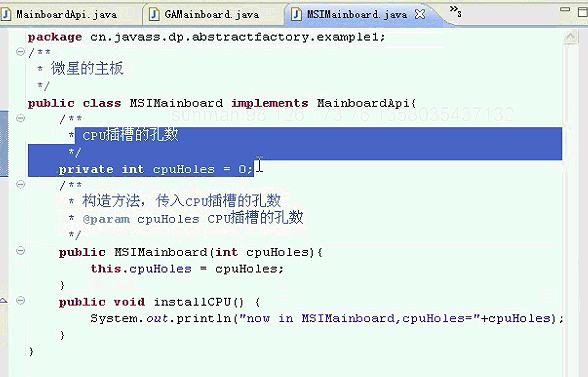 MainboardApi.java
GAMainboard.java
MSIMainboard.java
»3
package cn.javass.dp.abstractfactory.example1;
/**
* 微星的主板
*/
public class MSIMainboard implements MainboardApi{
/**
* CPU插槽的孔数
*/
private int cpuHoles = 0;
/**
* 构造方法，传入CPU插槽的孔数
* @param cpuHoles CPU插槽的孔数
*/
public MSIMainboard(int cpuHoles){
this.cpuHoles = cpuHoles;
}
public void installCPU() {
System.out.println("now in MSIMainboard,cpuHoles="+cpuHoles);
}
}